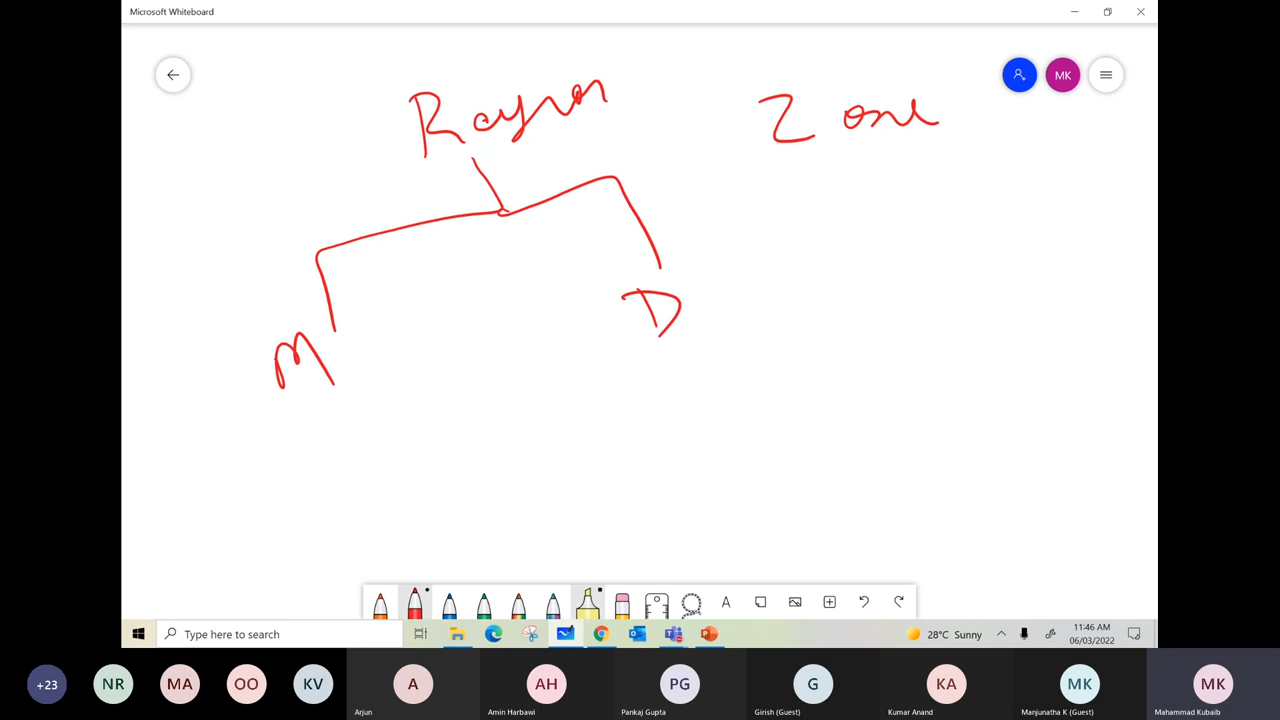 Microsoft Whiteboard
MK
Zone
D
M
A
Type here to search
28°C Sunny
11:46 AM
06/03/2022
+23
NR
MA
OO
KV
A
AH
PG
G
KA
MK
MK
Arjun
Amin Harbawi
Pankaj Gupta
Girish (Guest)
Kumar Anand
Manjunatha K (Guest)
Mahammad Kubaib